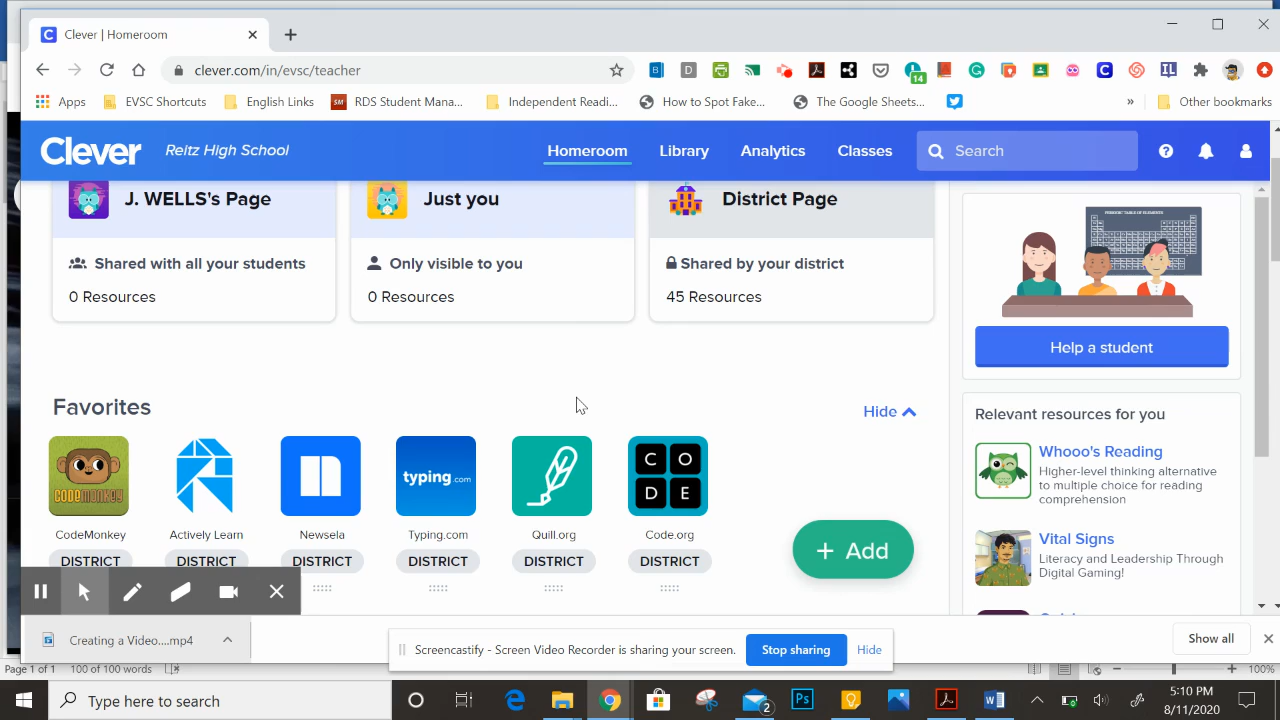 Clever | Homeroom
clever.com/in/evsc/teacher
14
Apps
EVSC Shortcuts
English Links
RDS Student Mana...
Independent Readi...
How to Spot Fake...
The Google Sheets...
Other bookmarks
Clever
Reitz High School
Homeroom
Library
Analytics
Classes
Search
J. WELLS's Page
Just you
District Page
Shared with all your students
Only visible to you
Shared by your district
0 Resources
0 Resources
45 Resources
Help a student
Favorites
Hide
Relevant resources for you
Whooo's Reading
Higher-level thinking alternative
to multiple choice for reading
comprehension
CODEMONKEY
typing.com
C O
D E
CodeMonkey
Actively Learn
Newsela
Typing.com
Quill.org
Code.org
DISTRICT
DISTRICT
DISTRICT
DISTRICT
DISTRICT
DISTRICT
+ Add
Vital Signs
Literacy and Leadership Through
Digital Gaming!
Creating a Video....mp4
Screencastify - Screen Video Recorder is sharing your screen.
Stop sharing
Hide
Show all
Page 1 of 1
100 of 100 words
100%
Type here to search
2
5:10 PM
8/11/2020